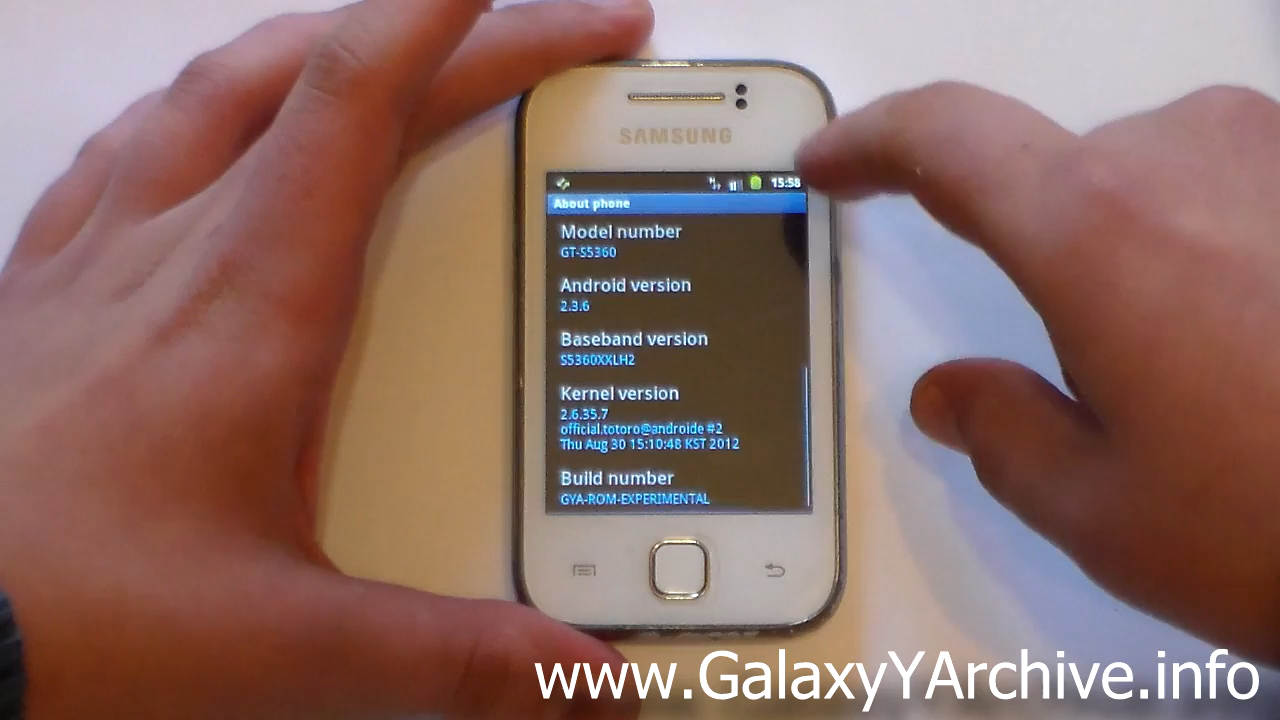 SAMSUNG
15:58
About phone
Model number
GT-S5360
Android version
2.3.6
Baseband version
S5360XXLH2
Kernel version
2.6.35.7
official.totoro@androide #2
Thu Aug 30 15:10:48 KST 2012
Build number
GYA-ROM-EXPERIMENTAL
www.GalaxyYArchive.info